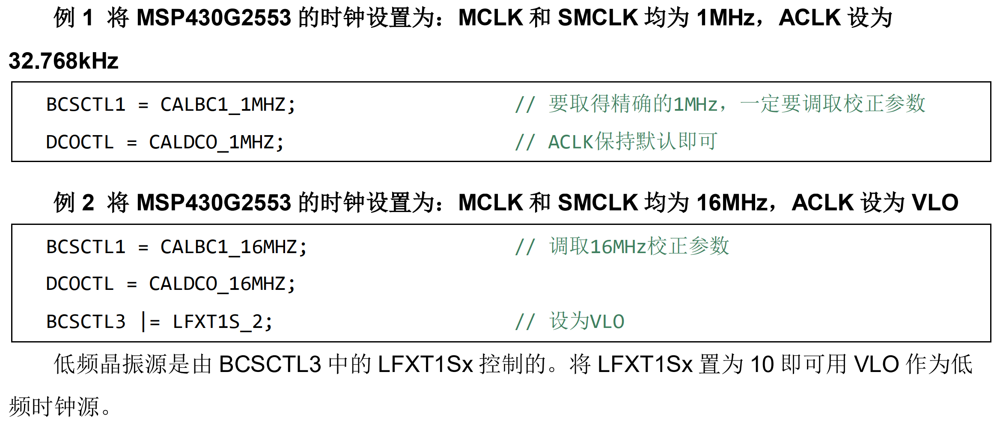 例 1 将 MSP430G2553 的时钟设置为：MCLK 和 SMCLK 均为 1MHz，ACLK 设为
32.768kHz
BCSCTL1 = CALBC1_1MHZ; // 要取得精确的1MHz，一定要调取校正参数
DCOCTL = CALDCO_1MHZ; // ACLK保持默认即可
例 2 将 MSP430G2553 的时钟设置为：MCLK 和 SMCLK 均为 16MHz，ACLK 设为 VLO
BCSCTL1 = CALBC1_16MHZ; // 调取16MHz校正参数
DCOCTL = CALDCO_16MHZ;
BCSCTL3 |= LFXT1S_2; // 设为VLO
低频晶振源是由 BCSCTL3 中的 LFXT1Sx 控制的。将 LFXT1Sx 置为 10 即可用 VLO 作为低
频时钟源。